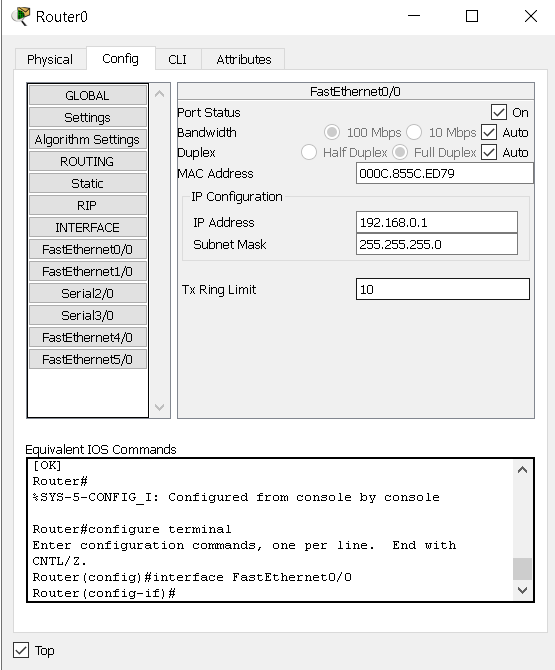 Router0
Physical Config CLI Attributes
GLOBAL
Settings
Algorithm Settings
ROUTING
Static
RIP
INTERFACE
FastEthernet0/0
FastEthernet1/0
Serial2/0
Serial3/0
FastEthernet4/0
FastEthernet5/0
FastEthernet0/0
Port Status On
Bandwidth 100 Mbps 10 Mbps Auto
Duplex Half Duplex Full Duplex Auto
MAC Address 000C.855C.ED79
IP Configuration
IP Address 192.168.0.1
Subnet Mask 255.255.255.0
Tx Ring Limit 10
Equivalent IOS Commands
[OK]
Router#
%SYS-5-CONFIG_I: Configured from console by console
Router#configure terminal
Enter configuration commands, one per line.  End with
CNTL/Z.
Router(config)#interface FastEthernet0/0
Router(config-if)#
Top